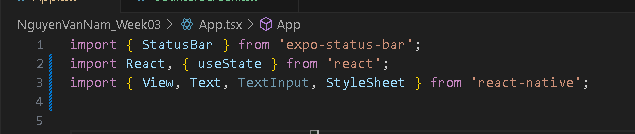 NguyenVanNam_Week03 > App.tsx > App
1 import { StatusBar } from 'expo-status-bar';
2 import React, { useState } from 'react';
3 import { View, Text, TextInput, StyleSheet } from 'react-native';
4
5